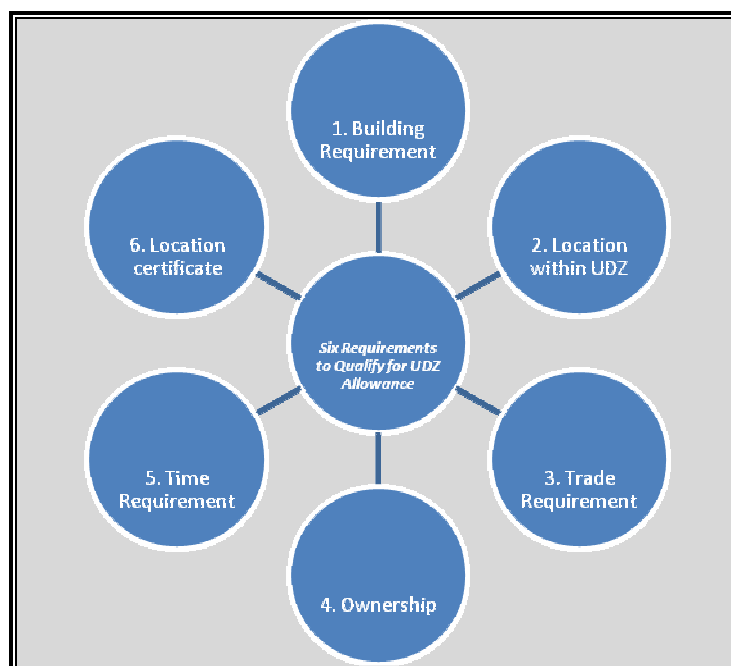 1. Building
Requirement
2. Location
within UDZ
3. Trade
Requirement
4. Ownership
5. Time
Requirement
6. Location
certificate
Six Requirements
to Qualify for UDZ
Allowance